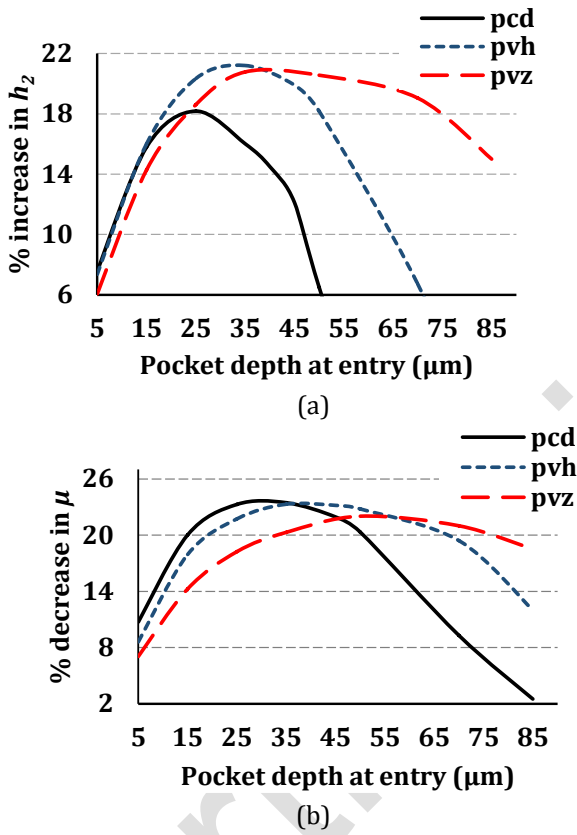 pcd
pvh
pvz
% increase in h₂
22
18
14
10
6
5 15 25 35 45 55 65 75 85
Pocket depth at entry (μm)
(a)
pcd
pvh
pvz
% decrease in μ
26
20
14
8
2
5 15 25 35 45 55 65 75 85
Pocket depth at entry (μm)
(b)